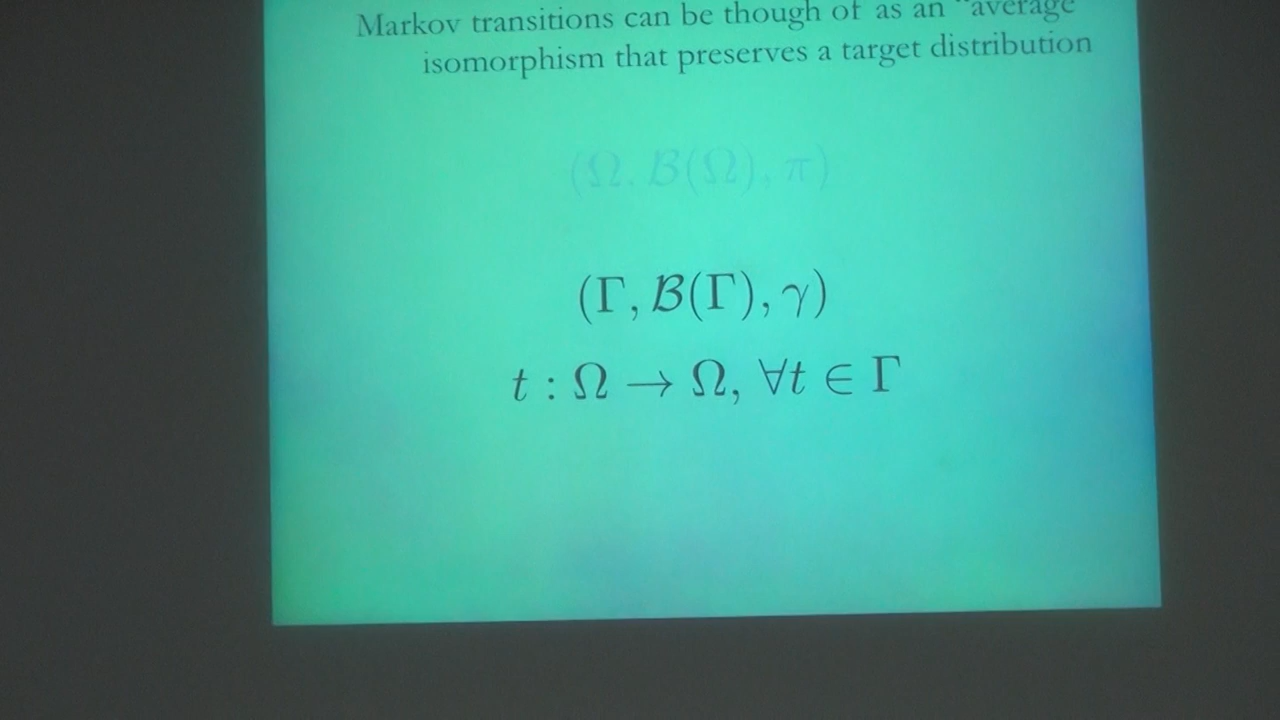 Markov transitions can be though of as an “average
isomorphism that preserves a target distribution
(Ω, B(Ω), π)
(Γ, B(Γ), γ)
t : Ω → Ω, ∀t ∈ Γ